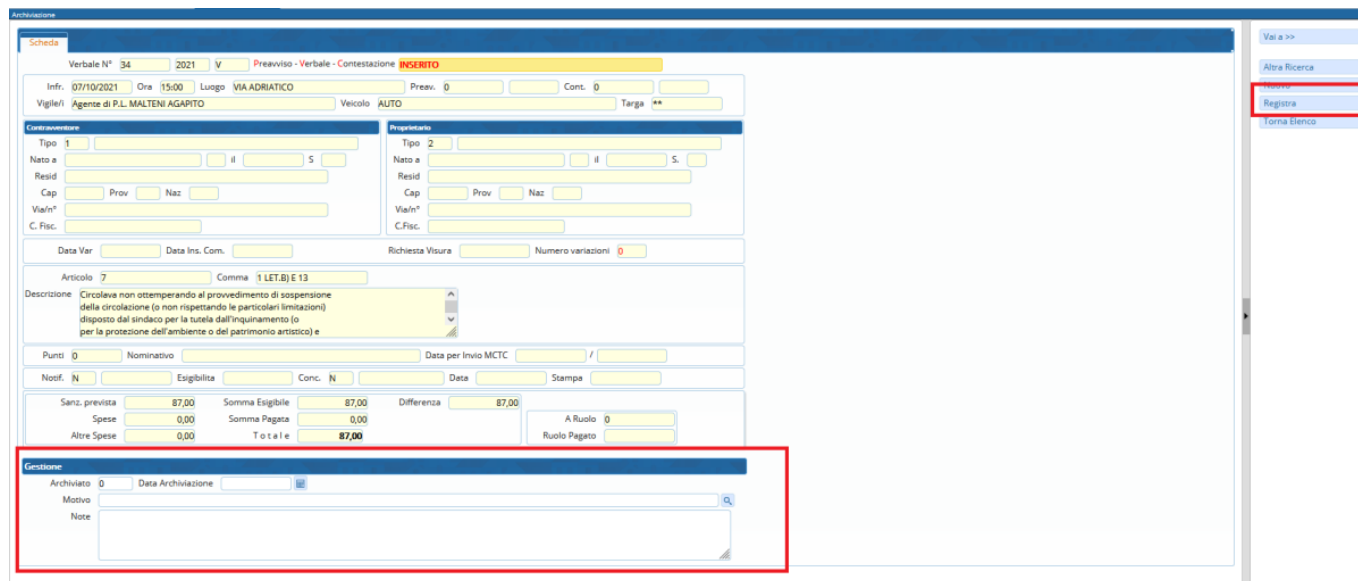 Archiviazione
Scheda
Verbale N° 34 2021 V Preavviso - Verbale - Contestazione INSERITO
Infr. 07/10/2021 Ora 15:00 Luogo VIA ADRIATICO Preav. 0 Cont. 0
Vigile/i Agente di P.L. MALTENI AGAPITO Veicolo AUTO Targa **
Contravventore Proprietario
Tipo 1 Tipo 2
Nato a il S Nato a il S.
Resid Resid
Cap Prov Naz Cap Prov Naz
Via/n° Via/n°
C. Fisc. C.Fisc.
Data Var Data Ins. Com. Richiesta Visura Numero variazioni 0
Articolo 7 Comma 1 LET.B) E 13
Descrizione Circolava non ottemperando al provvedimento di sospensione
della circolazione (o non rispettando le particolari limitazioni)
disposto dal sindaco per la tutela dall'inquinamento (o
per la protezione dell'ambiente o del patrimonio artistico) e
Punti 0 Nominativo Data per Invio MCTC /
Notif. N Esigibilita Conc. N Data Stampa
Sanz. prevista 87,00 Somma Esigibile 87,00 Differenza 87,00
Spese 0,00 Somma Pagata 0,00 A Ruolo 0
Altre Spese 0,00 T o t a l e 87,00 Ruolo Pagato
Gestione
Archiviato 0 Data Archiviazione
Motivo
Note
Vai a >>
Altra Ricerca
Nuovo
Registra
Torna Elenco